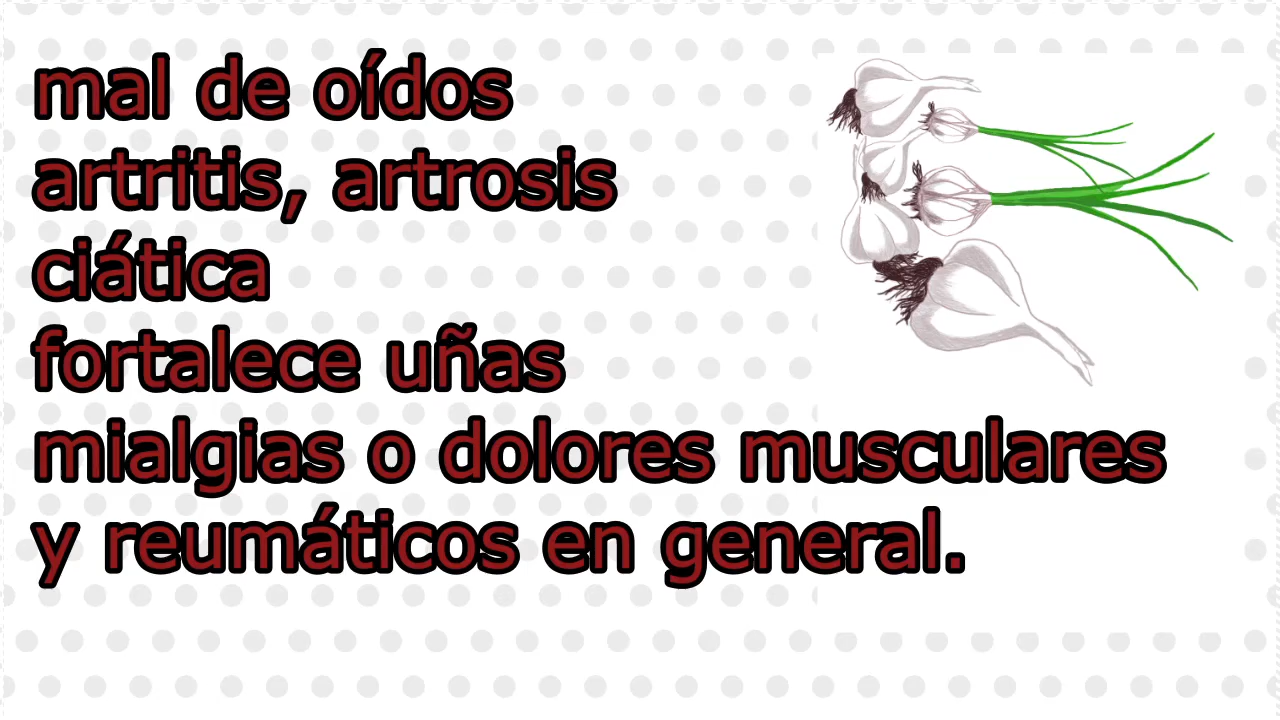 mal de oídos
artritis, artrosis
ciática
fortalece uñas
mialgias o dolores musculares
y reumáticos en general.